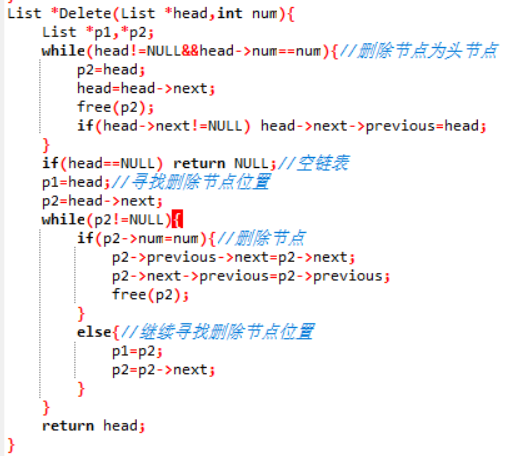 List *Delete(List *head,int num){
List *p1,*p2;
while(head!=NULL&&head->num==num){//删除节点为头节点
p2=head;
head=head->next;
free(p2);
if(head->next!=NULL) head->next->previous=head;
}
if(head==NULL) return NULL;//空链表
p1=head;//寻找删除节点位置
p2=head->next;
while(p2!=NULL){
if(p2->num=num){//删除节点
p2->previous->next=p2->next;
p2->next->previous=p2->previous;
free(p2);
}
else{//继续寻找删除节点位置
p1=p2;
p2=p2->next;
}
}
return head;
}